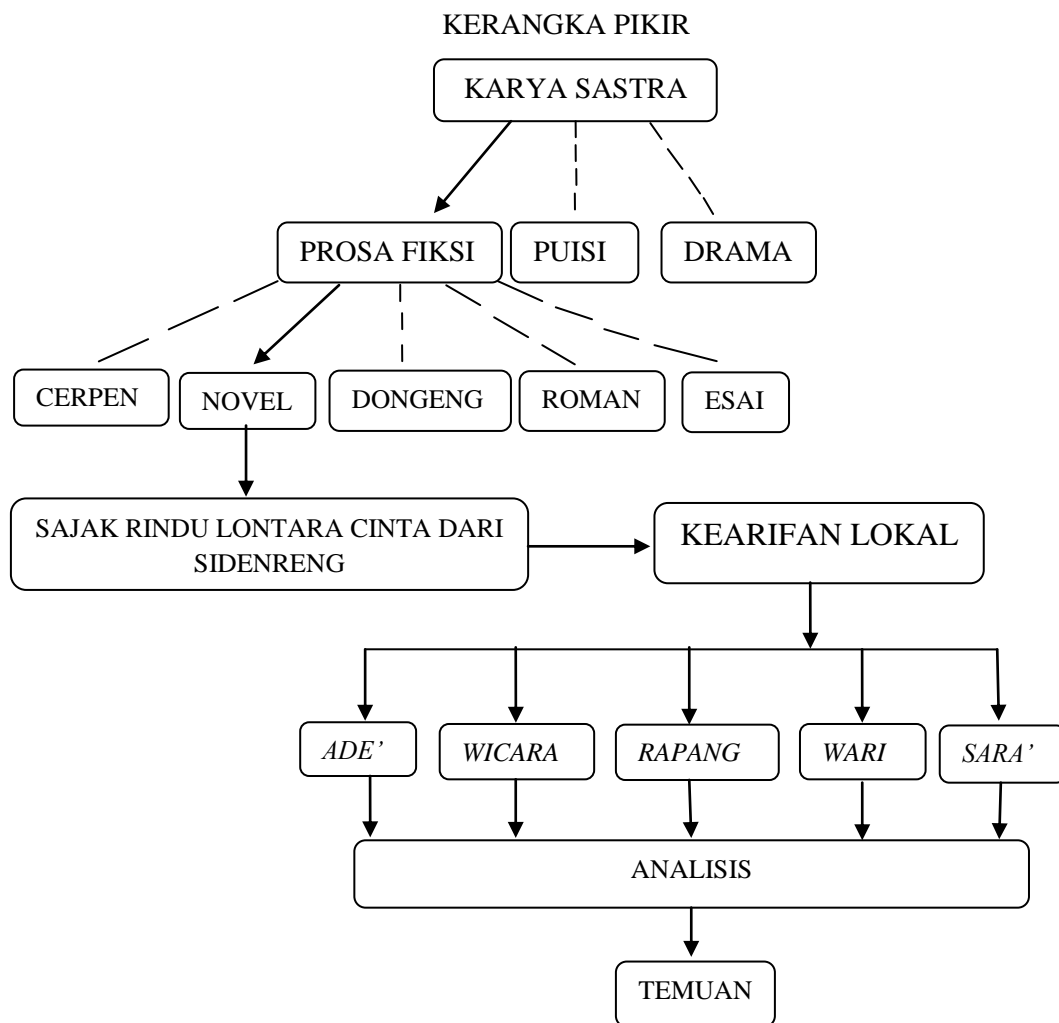 KERANGKA PIKIR
KARYA SASTRA
PROSA FIKSI
PUISI
DRAMA
CERPEN
NOVEL
DONGENG
ROMAN
ESAI
SAJAK RINDU LONTARA CINTA DARI
SIDENRENG
KEARIFAN LOKAL
ADE’
WICARA
RAPANG
WARI
SARA’
ANALISIS
TEMUAN